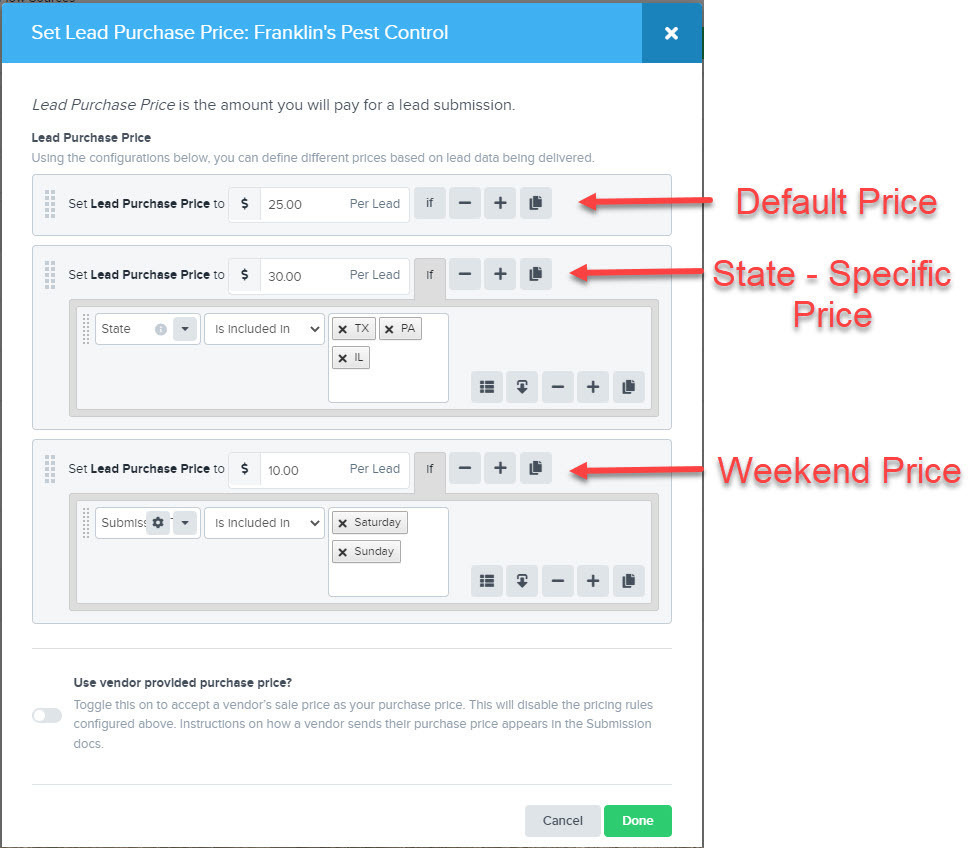 Set Lead Purchase Price: Franklin's Pest Control
Lead Purchase Price is the amount you will pay for a lead submission.
Lead Purchase Price
Using the configurations below, you can define different prices based on lead data being delivered.
Set Lead Purchase Price to $ 25.00 Per Lead if
Default Price
Set Lead Purchase Price to $ 30.00 Per Lead if
State - Specific
Price
State Is Included In TX PA
IL
Set Lead Purchase Price to $ 10.00 Per Lead if
Weekend Price
Submiss Is Included In Saturday
Sunday
Use vendor provided purchase price?
Toggle this on to accept a vendor's sale price as your purchase price. This will disable the pricing rules
configured above. Instructions on how a vendor sends their purchase price appears in the Submission
docs.
Cancel Done